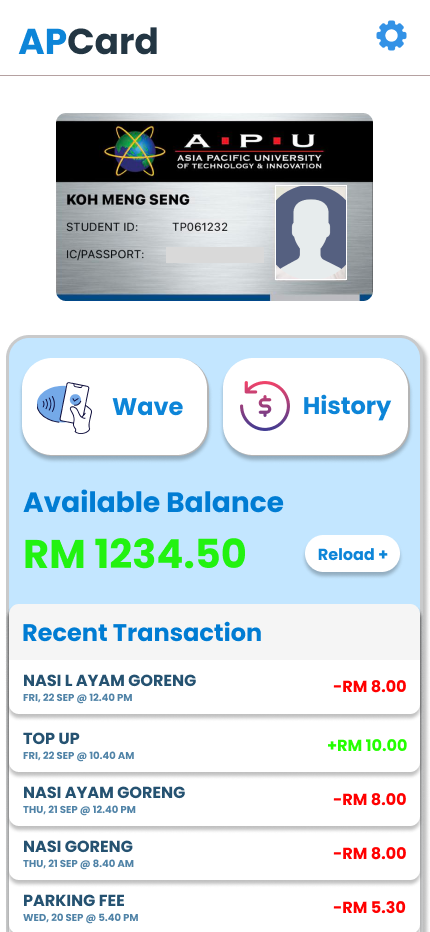 APCard
A·P·U
ASIA PACIFIC UNIVERSITY
OF TECHNOLOGY & INNOVATION
KOH MENG SENG
STUDENT ID: TP061232
IC/PASSPORT:
Wave
History
Available Balance
RM 1234.50
Reload +
Recent Transaction
NASI L AYAM GORENG
-RM 8.00
FRI, 22 SEP @ 12.40 PM
TOP UP
+RM 10.00
FRI, 22 SEP @ 10.40 AM
NASI AYAM GORENG
-RM 8.00
THU, 21 SEP @ 12.40 PM
NASI GORENG
-RM 8.00
THU, 21 SEP @ 8.40 AM
PARKING FEE
-RM 5.30
WED, 20 SEP @ 5.40 PM